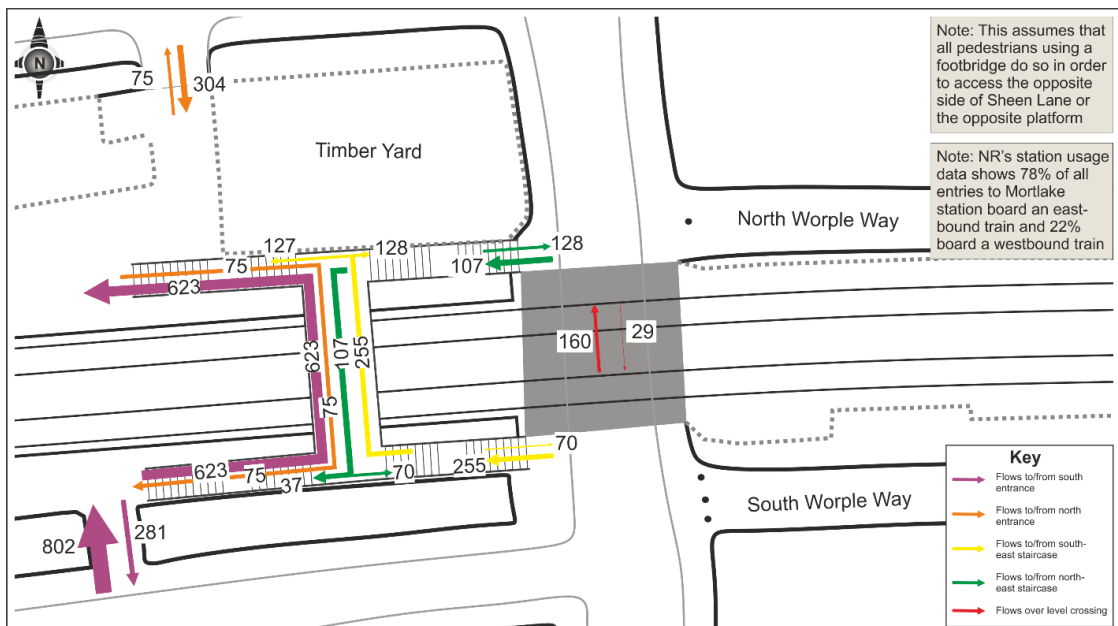 N
75
304
Timber Yard
Note: This assumes that
all pedestrians using a
footbridge do so in order
to access the opposite
side of Sheen Lane or
the opposite platform
Note: NR's station usage
data shows 78% of all
entries to Mortlake
station board an east-
bound train and 22%
board a westbound train
North Worple Way
127
128
128
75
107
623
623
107
255
160
29
75
623
75
37
70
255
70
802
281
South Worple Way
Key
Flows to/from south
entrance
Flows to/from north
entrance
Flows to/from south-
east staircase
Flows to/from north-
east staircase
Flows over level crossing